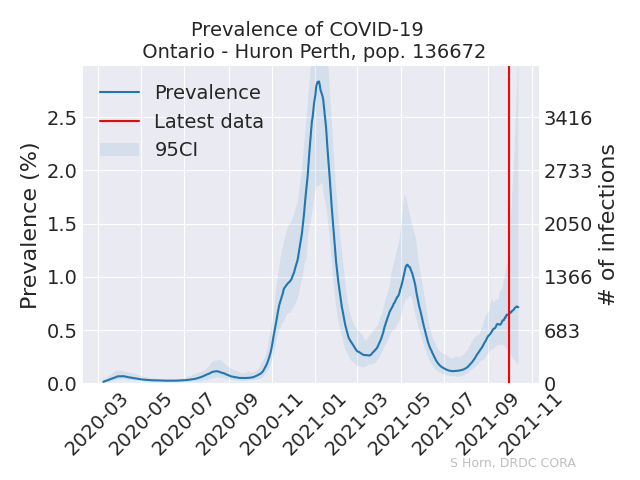 Prevalence of COVID-19
Ontario - Huron Perth, pop. 136672
Prevalence
Latest data
95CI
Prevalence (%)
2.5
2.0
1.5
1.0
0.5
0.0
3416
2733
2050
1366
683
0
# of infections
2020-03
2020-05
2020-07
2020-09
2020-11
2021-01
2021-03
2021-05
2021-07
2021-09
2021-11
S Horn, DRDC CORA